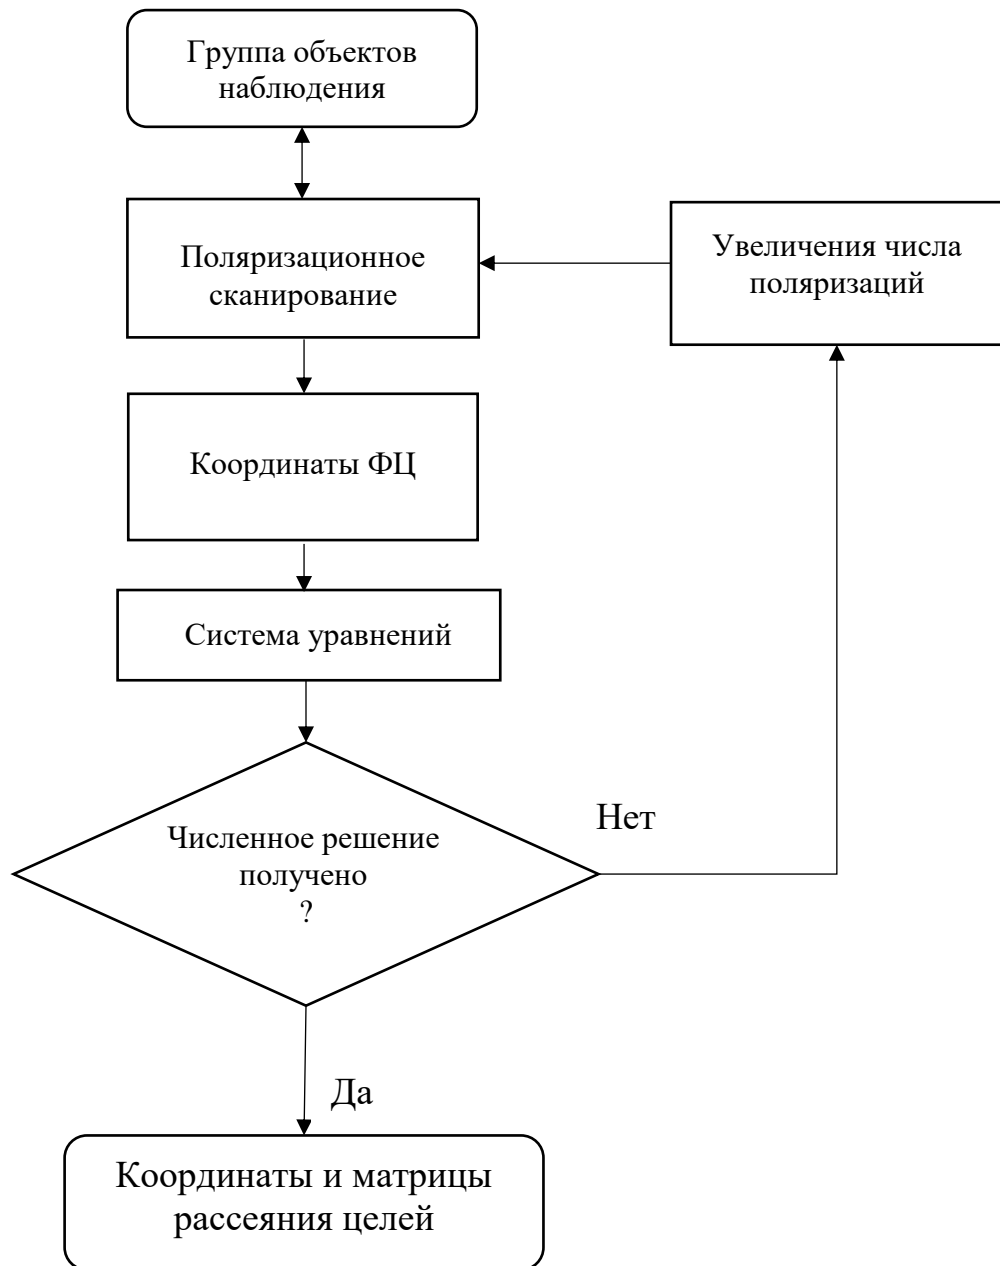 Группа объектов
наблюдения
Поляризационное
сканирование
Увеличения числа
поляризаций
Координаты ФЦ
Система уравнений
Численное решение
получено
?
Нет
Да
Координаты и матрицы
рассеяния целей